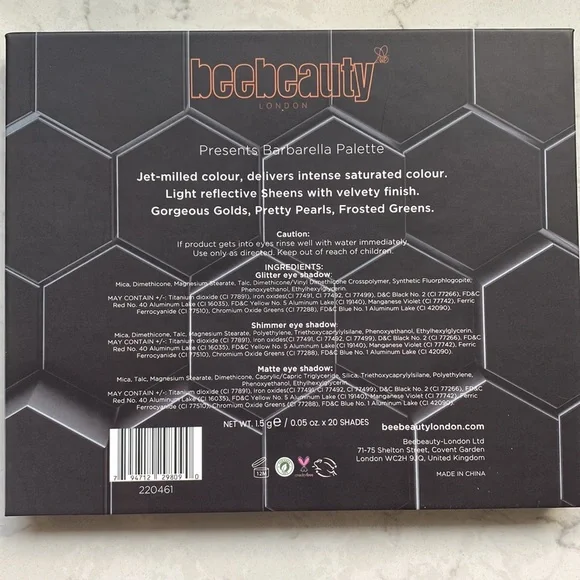 beebeauty
LONDON
Presents Barbarella Palette
Jet-milled colour, delivers intense saturated colour.
Light reflective Sheens with velvety finish.
Gorgeous Golds, Pretty Pearls, Frosted Greens.
Caution:
If product gets into eyes rinse well with water immediately.
Use only as directed. Keep out of reach of children.
INGREDIENTS:
Glitter eye shadow:
Mica, Dimethicone, Magnesium Stearate, Talc, Dimethicone/Vinyl Dimethicone Crosspolymer, Synthetic Fluorphlogopite,
Phenoxyethanol, Ethylhexylglycerin.
MAY CONTAIN +/-: Titanium dioxide (CI 77891), iron oxides(CI 77491, CI 77492, CI 77499), D&C Black No. 2 (CI 77266), FD&C
Red No. 40 Aluminum Lake (CI 16035), FD&C Yellow No. 5 Aluminum Lake (CI 19140), Manganese Violet (CI 77742), Ferric
Ferrocyanide (CI 77510), Chromium Oxide Greens (CI 77288), FD&C Blue No. 1 Aluminum Lake (CI 42090).
Shimmer eye shadow:
Mica, Dimethicone, Talc, Magnesium Stearate, Polyethylene, Triethoxycaprylylsilane, Phenoxyethanol, Ethylhexylglycerin.
MAY CONTAIN +/-: Titanium dioxide (CI 77891), iron oxides(CI 77491, CI 77492, CI 77499), D&C Black No. 2 (CI 77266), FD&C
Red No. 40 Aluminum Lake (CI 16035), FD&C Yellow No. 5 Aluminum Lake (CI 19140), Manganese Violet (CI 77742), Ferric
Ferrocyanide (CI 77510), Chromium Oxide Greens (CI 77288), FD&C Blue No. 1 Aluminum Lake (CI 42090).
Matte eye shadow:
Mica, Talc, Magnesium Stearate, Dimethicone, Caprylic/Capric Triglyceride, Silica, Triethoxycaprylylsilane, Polyethylene,
Phenoxyethanol, Ethylhexylglycerin.
MAY CONTAIN +/-: Titanium dioxide (CI 77891), iron oxides(CI 77491, CI 77492, CI 77499), D&C Black No. 2 (CI 77266), FD&C
Red No. 40 Aluminum Lake (CI 16035), FD&C Yellow No. 5 Aluminum Lake (CI 19140), Manganese Violet (CI 77742), Ferric
Ferrocyanide (CI 77510), Chromium Oxide Greens (CI 77288), FD&C Blue No. 1 Aluminum Lake (CI 42090).
NET WT. 1.5 g ℮ / 0.05 oz. x 20 SHADES
beebeautylondon.com
Beebeauty-London Ltd
71-75 Shelton Street, Covent Garden
London WC2H 9JQ, United Kingdom
MADE IN CHINA
12M
7 94712 29809 0
220461